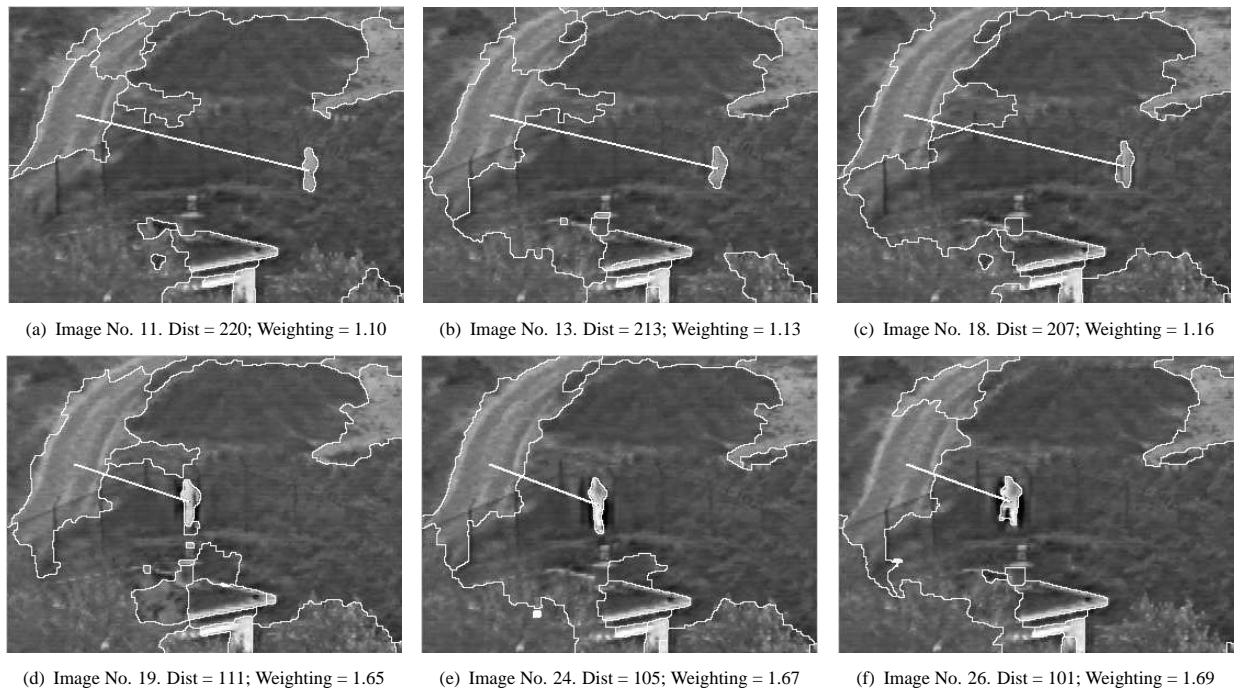 (a) Image No. 11. Dist = 220; Weighting = 1.10
(b) Image No. 13. Dist = 213; Weighting = 1.13
(c) Image No. 18. Dist = 207; Weighting = 1.16
(d) Image No. 19. Dist = 111; Weighting = 1.65
(e) Image No. 24. Dist = 105; Weighting = 1.67
(f) Image No. 26. Dist = 101; Weighting = 1.69